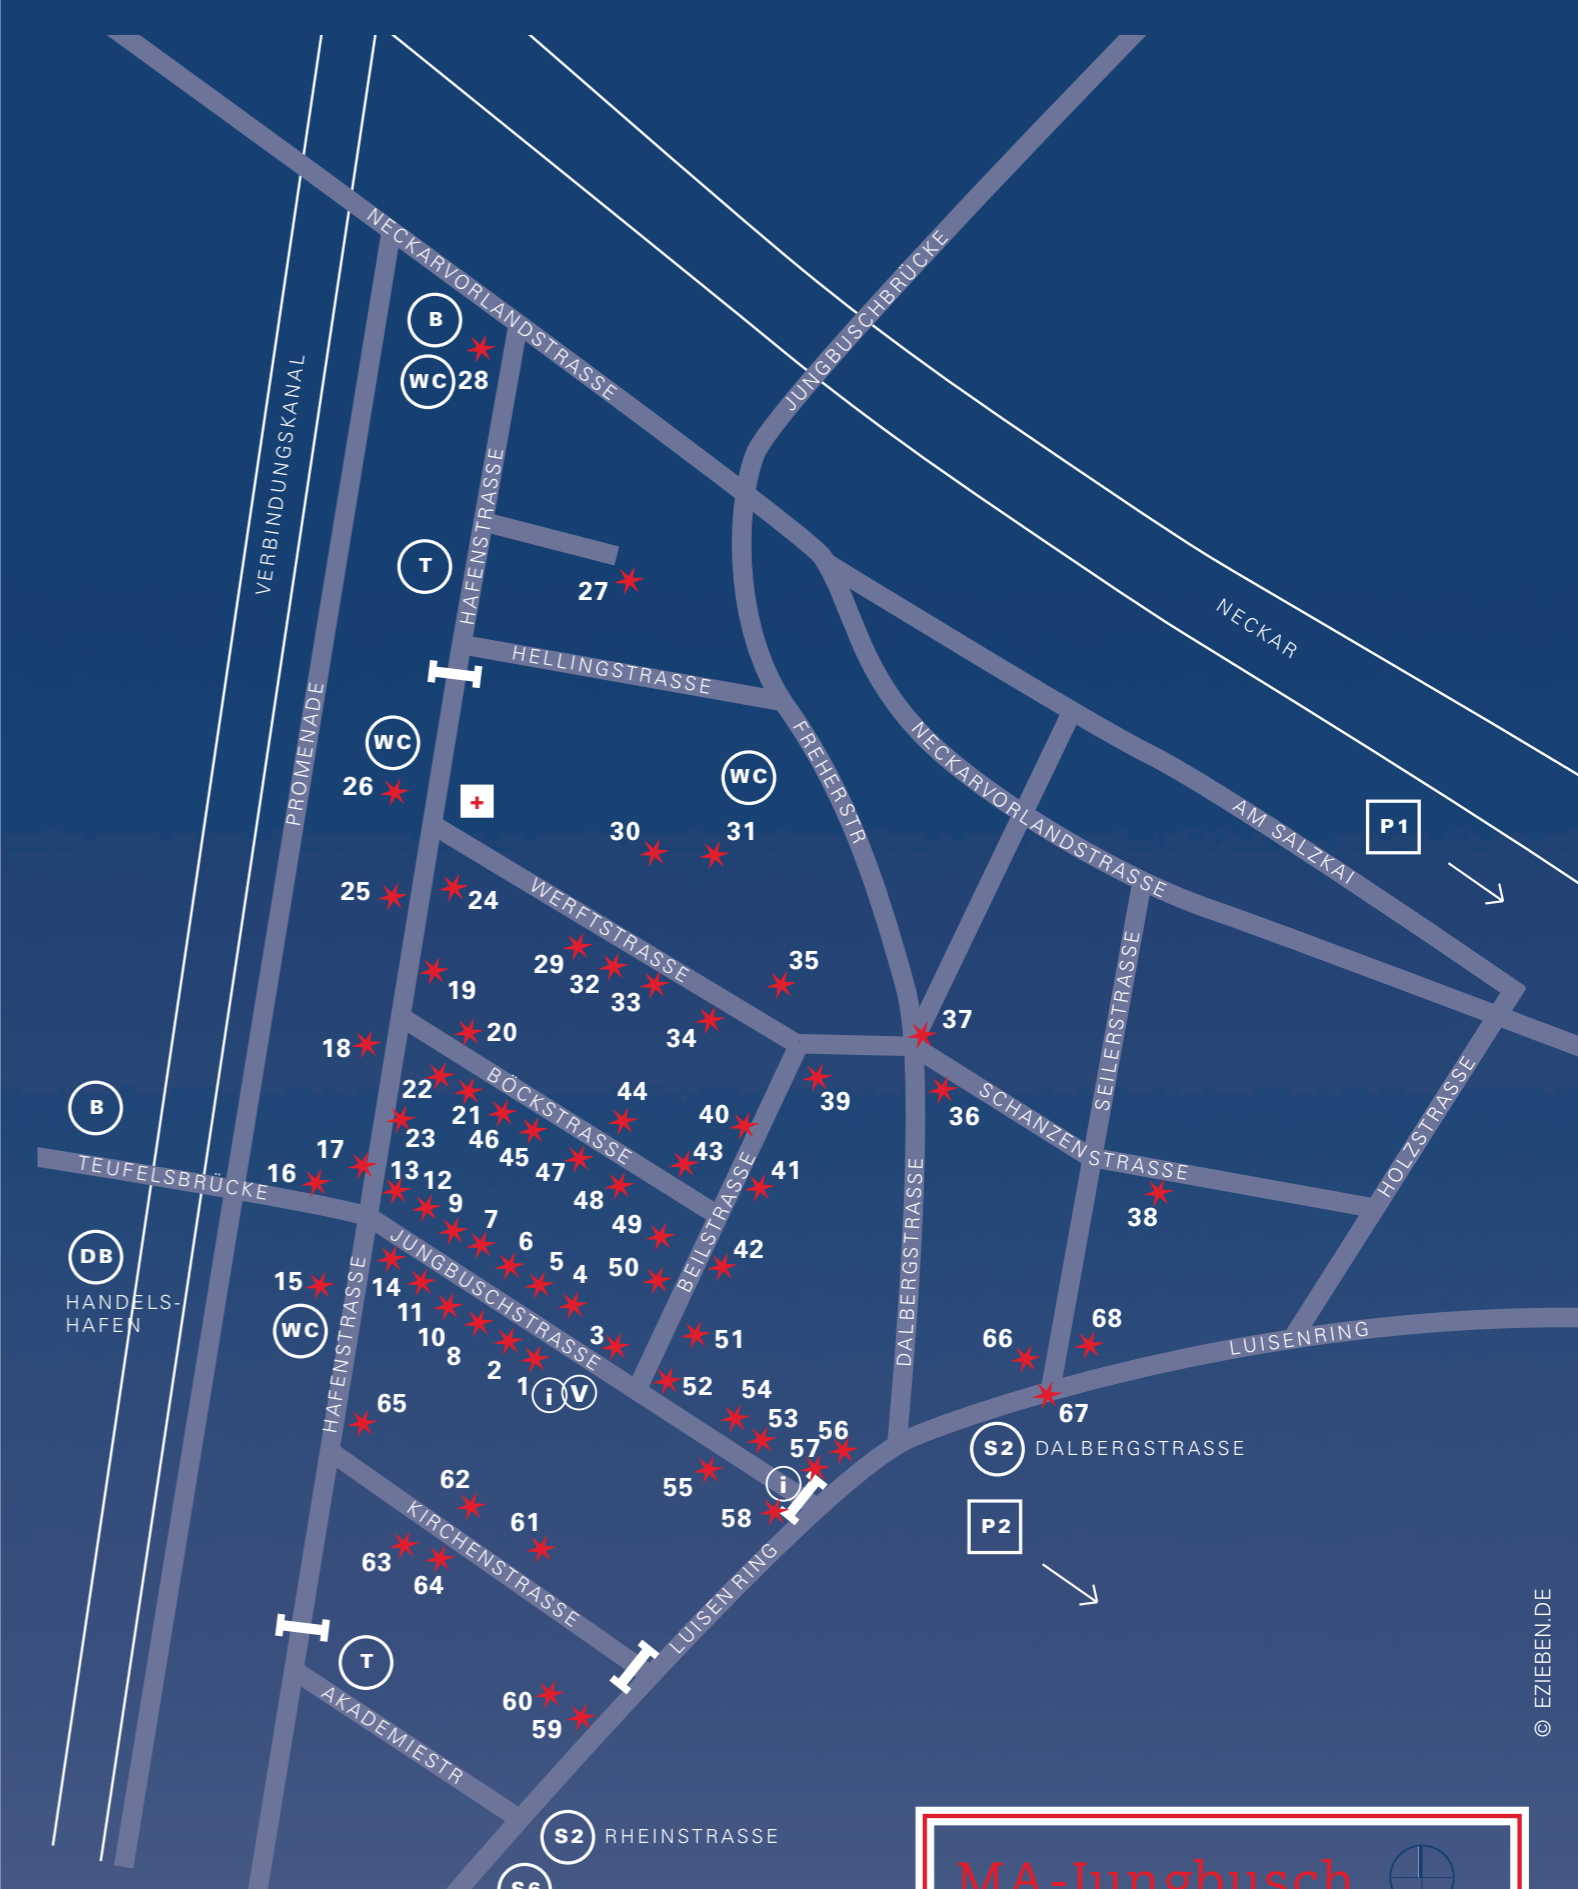 NECKARVORLANDSTRASSE
JUNGBUSCHBRÜCKE
B
WC 28
VERBINDUNGSKANAL
HAFENSTRASSE
T
27
NECKAR
HELLINGSTRASSE
PROMENADE
WC
26
+
WC
FREHERSTR
NECKARVORLANDSTRASSE
AM SALZKAI
P1
30
31
25
24
WERFTSTRASSE
29
32
33
35
34
19
20
18
37
SEILERSTRASSE
39
36
SCHANZENSTRASSE
HOLZSTRASSE
B
22
BÖCKSTRASSE
21
44
40
46
23
45
43
47
41
17
16
TEUFELSBRÜCKE
13
12
9
48
38
7
49
6
BEILSTRASSE
42
DALBERGSTRASSE
DB
HANDELS-
HAFEN
JUNGBUSCHSTRASSE
5
4
50
15
14
WC
HAFENSTRASSE
11
10
8
3
51
2
1
i
V
52
66
68
LUISENRING
65
54
53
56
57
67
S2 DALBERGSTRASSE
55
i
58
62
KIRCHENSTRASSE
61
63
64
P2
LUISENRING
T
60
59
AKADEMIESTR
© EZIEBEN.DE
S2 RHEINSTRASSE
S6
MA-Jungbusch